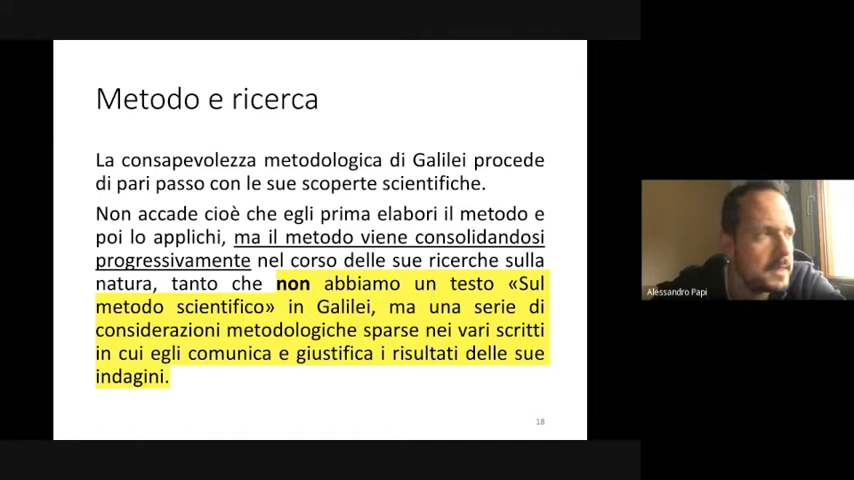 Metodo e ricerca
La consapevolezza metodologica di Galilei procede
di pari passo con le sue scoperte scientifiche.
Non accade cioè che egli prima elabori il metodo e
poi lo applichi, ma il metodo viene consolidandosi
progressivamente nel corso delle sue ricerche sulla
natura, tanto che non abbiamo un testo «Sul
metodo scientifico» in Galilei, ma una serie di
considerazioni metodologiche sparse nei vari scritti
in cui egli comunica e giustifica i risultati delle sue
indagini.
18
Alessandro Papi